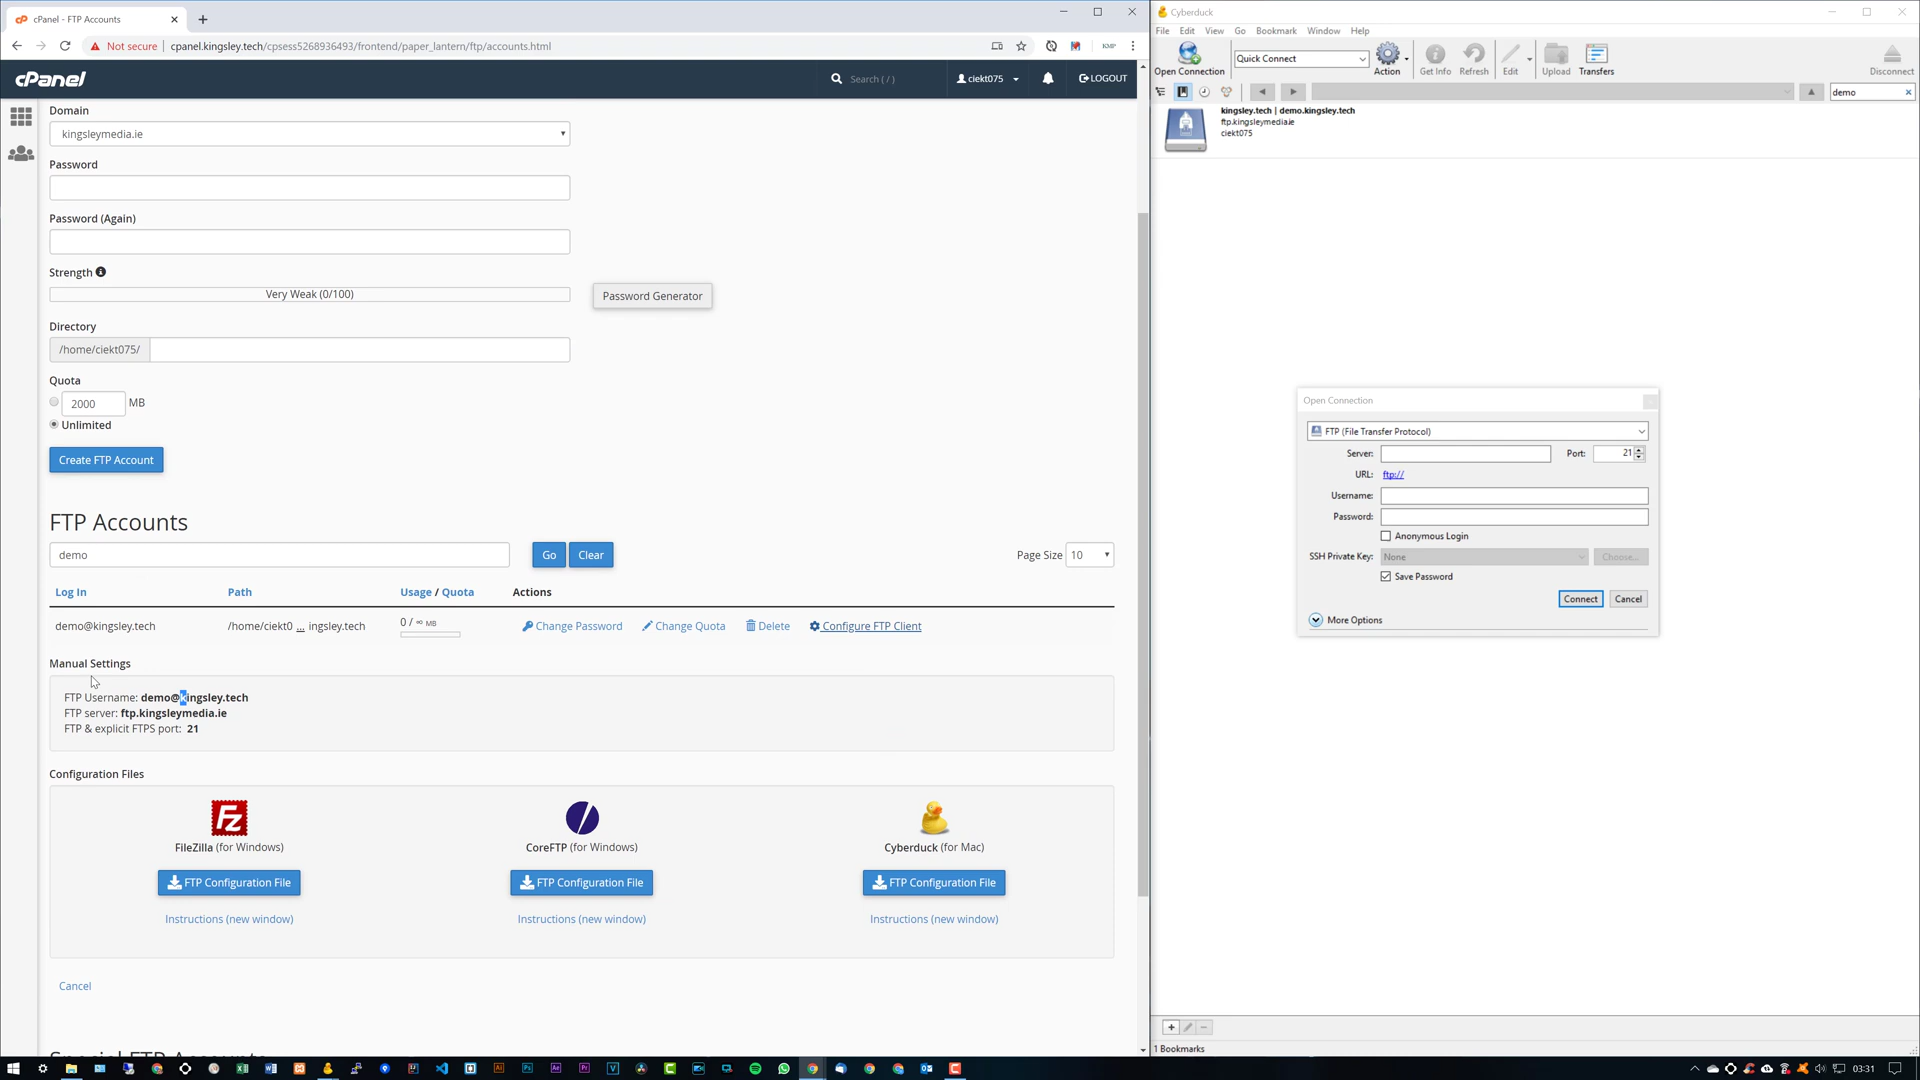 cPanel - FTP Accounts
Not secure | cpanel.kingsley.tech/cpsess5268936493/frontend/paper_lantern/ftp/accounts.html
KMP
cPanel
Search ( / )
ciekt075
LOGOUT
Domain
kingsleymedia.ie
Password
Password (Again)
Strength
Very Weak (0/100)
Password Generator
Directory
/home/ciekt075/
Quota
2000 MB
Unlimited
Create FTP Account
FTP Accounts
demo
Go
Clear
Page Size 10
Log In
Path
Usage / Quota
Actions
demo@kingsley.tech
/home/ciekt0 ... ingsley.tech
0 / ∞ MB
Change Password
Change Quota
Delete
Configure FTP Client
Manual Settings
FTP Username: demo@kingsley.tech
FTP server: ftp.kingsleymedia.ie
FTP & explicit FTPS port: 21
Configuration Files
FileZilla (for Windows)
CoreFTP (for Windows)
Cyberduck (for Mac)
FTP Configuration File
FTP Configuration File
FTP Configuration File
Instructions (new window)
Instructions (new window)
Instructions (new window)
Cancel
Special FTP Accounts
Cyberduck
File Edit View Go Bookmark Window Help
Open Connection
Quick Connect
Action
Get Info
Refresh
Edit
Upload
Transfers
Disconnect
demo
kingsley.tech | demo.kingsley.tech
ftp.kingsleymedia.ie
ciekt075
Open Connection
FTP (File Transfer Protocol)
Server:
Port: 21
URL: ftp://
Username:
Password:
Anonymous Login
SSH Private Key: None
Choose...
Save Password
Connect
Cancel
More Options
1 Bookmarks
03:31